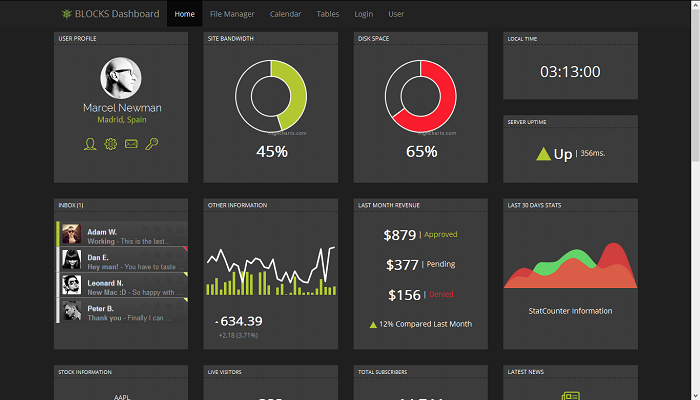 BLOCKS Dashboard Home File Manager Calendar Tables Login User
USER PROFILE
Marcel Newman
Madrid, Spain
SITE BANDWIDTH
Highcharts.com
45%
DISK SPACE
Highcharts.com
65%
LOCAL TIME
03:13:00
SERVER UPTIME
Up | 356ms.
INBOX (1)
Adam W.
Working - This is the last...
Dan E.
Hey man! - You have to taste
Leonard N.
New Mac :D - So happy with ...
Peter B.
Thank you - Finally I can ...
OTHER INFORMATION
- 634.39
+2,18 (3,71%)
LAST MONTH REVENUE
$879 | Approved
$377 | Pending
$156 | Denied
12% Compared Last Month
LAST 30 DAYS STATS
StatCounter Information
STOCK INFORMATION
AAPL
LIVE VISITORS
TOTAL SUBSCRIBERS
LATEST NEWS